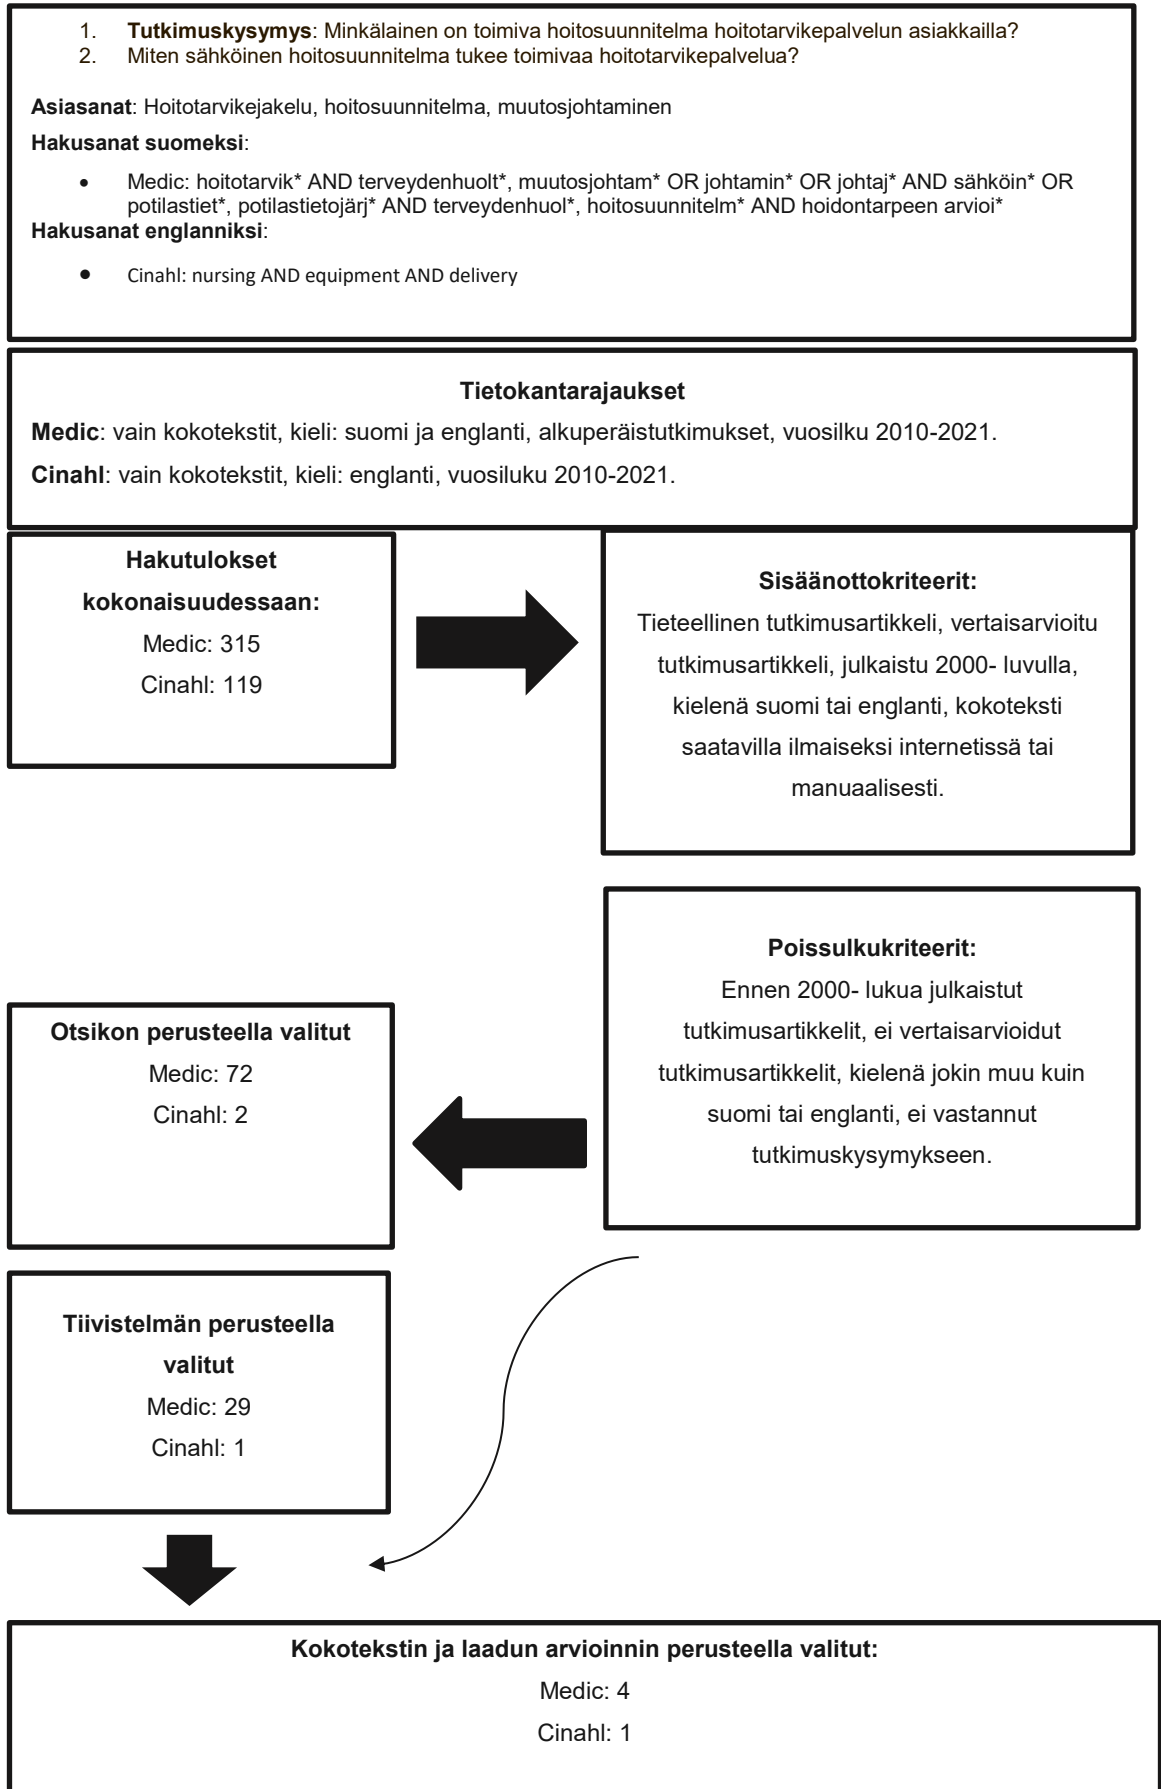 1. Tutkimuskysymys: Minkälainen on toimiva hoitosuunnitelma hoitotarvikepalvelun asiakkailla?
2. Miten sähköinen hoitosuunnitelma tukee toimivaa hoitotarvikepalvelua?
Asiasanat: Hoitotarvikejakelu, hoitosuunnitelma, muutosjohtaminen
Hakusanat suomeksi:
• Medic: hoitotarvik* AND terveydenhuolt*, muutosjohtam* OR johtamin* OR johtaj* AND sähköin* OR
potilastiet*, potilastietojärj* AND terveydenhuol*, hoitosuunnitelm* AND hoidontarpeen arvioi*
Hakusanat englanniksi:
• Cinahl: nursing AND equipment AND delivery
Tietokantarajaukset
Medic: vain kokotekstit, kieli: suomi ja englanti, alkuperäistutkimukset, vuosilku 2010-2021.
Cinahl: vain kokotekstit, kieli: englanti, vuosiluku 2010-2021.
Hakutulokset
kokonaisuudessaan:
Medic: 315
Cinahl: 119
Sisäänottokriteerit:
Tieteellinen tutkimusartikkeli, vertaisarvioitu
tutkimusartikkeli, julkaistu 2000- luvulla,
kielenä suomi tai englanti, kokoteksti
saatavilla ilmaiseksi internetissä tai
manuaalisesti.
Poissulkukriteerit:
Ennen 2000- lukua julkaistut
tutkimusartikkelit, ei vertaisarvioidut
tutkimusartikkelit, kielenä jokin muu kuin
suomi tai englanti, ei vastannut
tutkimuskysymykseen.
Otsikon perusteella valitut
Medic: 72
Cinahl: 2
Tiivistelmän perusteella
valitut
Medic: 29
Cinahl: 1
Kokotekstin ja laadun arvioinnin perusteella valitut:
Medic: 4
Cinahl: 1